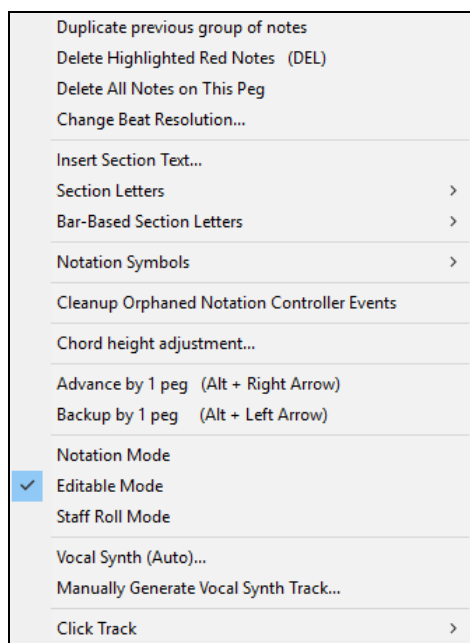 Duplicate previous group of notes
Delete Highlighted Red Notes (DEL)
Delete All Notes on This Peg
Change Beat Resolution...
Insert Section Text...
Section Letters
Bar-Based Section Letters
Notation Symbols
Cleanup Orphaned Notation Controller Events
Chord height adjustment...
Advance by 1 peg (Alt + Right Arrow)
Backup by 1 peg (Alt + Left Arrow)
Notation Mode
Editable Mode
Staff Roll Mode
Vocal Synth (Auto)...
Manually Generate Vocal Synth Track...
Click Track